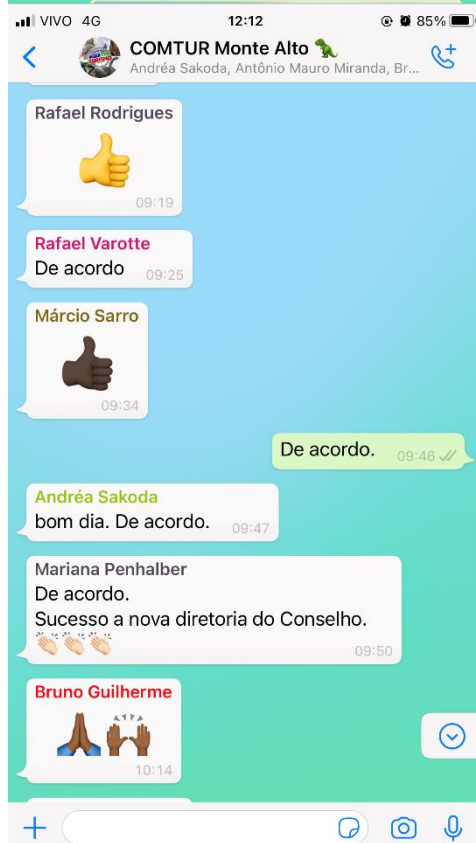 VIVO 4G 12:12 85%
COMTUR Monte Alto
Andréa Sakoda, Antônio Mauro Miranda, Br...
Rafael Rodrigues
09:19
Rafael Varotte
De acordo 09:25
Márcio Sarro
09:34
De acordo. 09:46
Andréa Sakoda
bom dia. De acordo. 09:47
Mariana Penhalber
De acordo.
Sucesso a nova diretoria do Conselho.
09:50
Bruno Guilherme
10:14